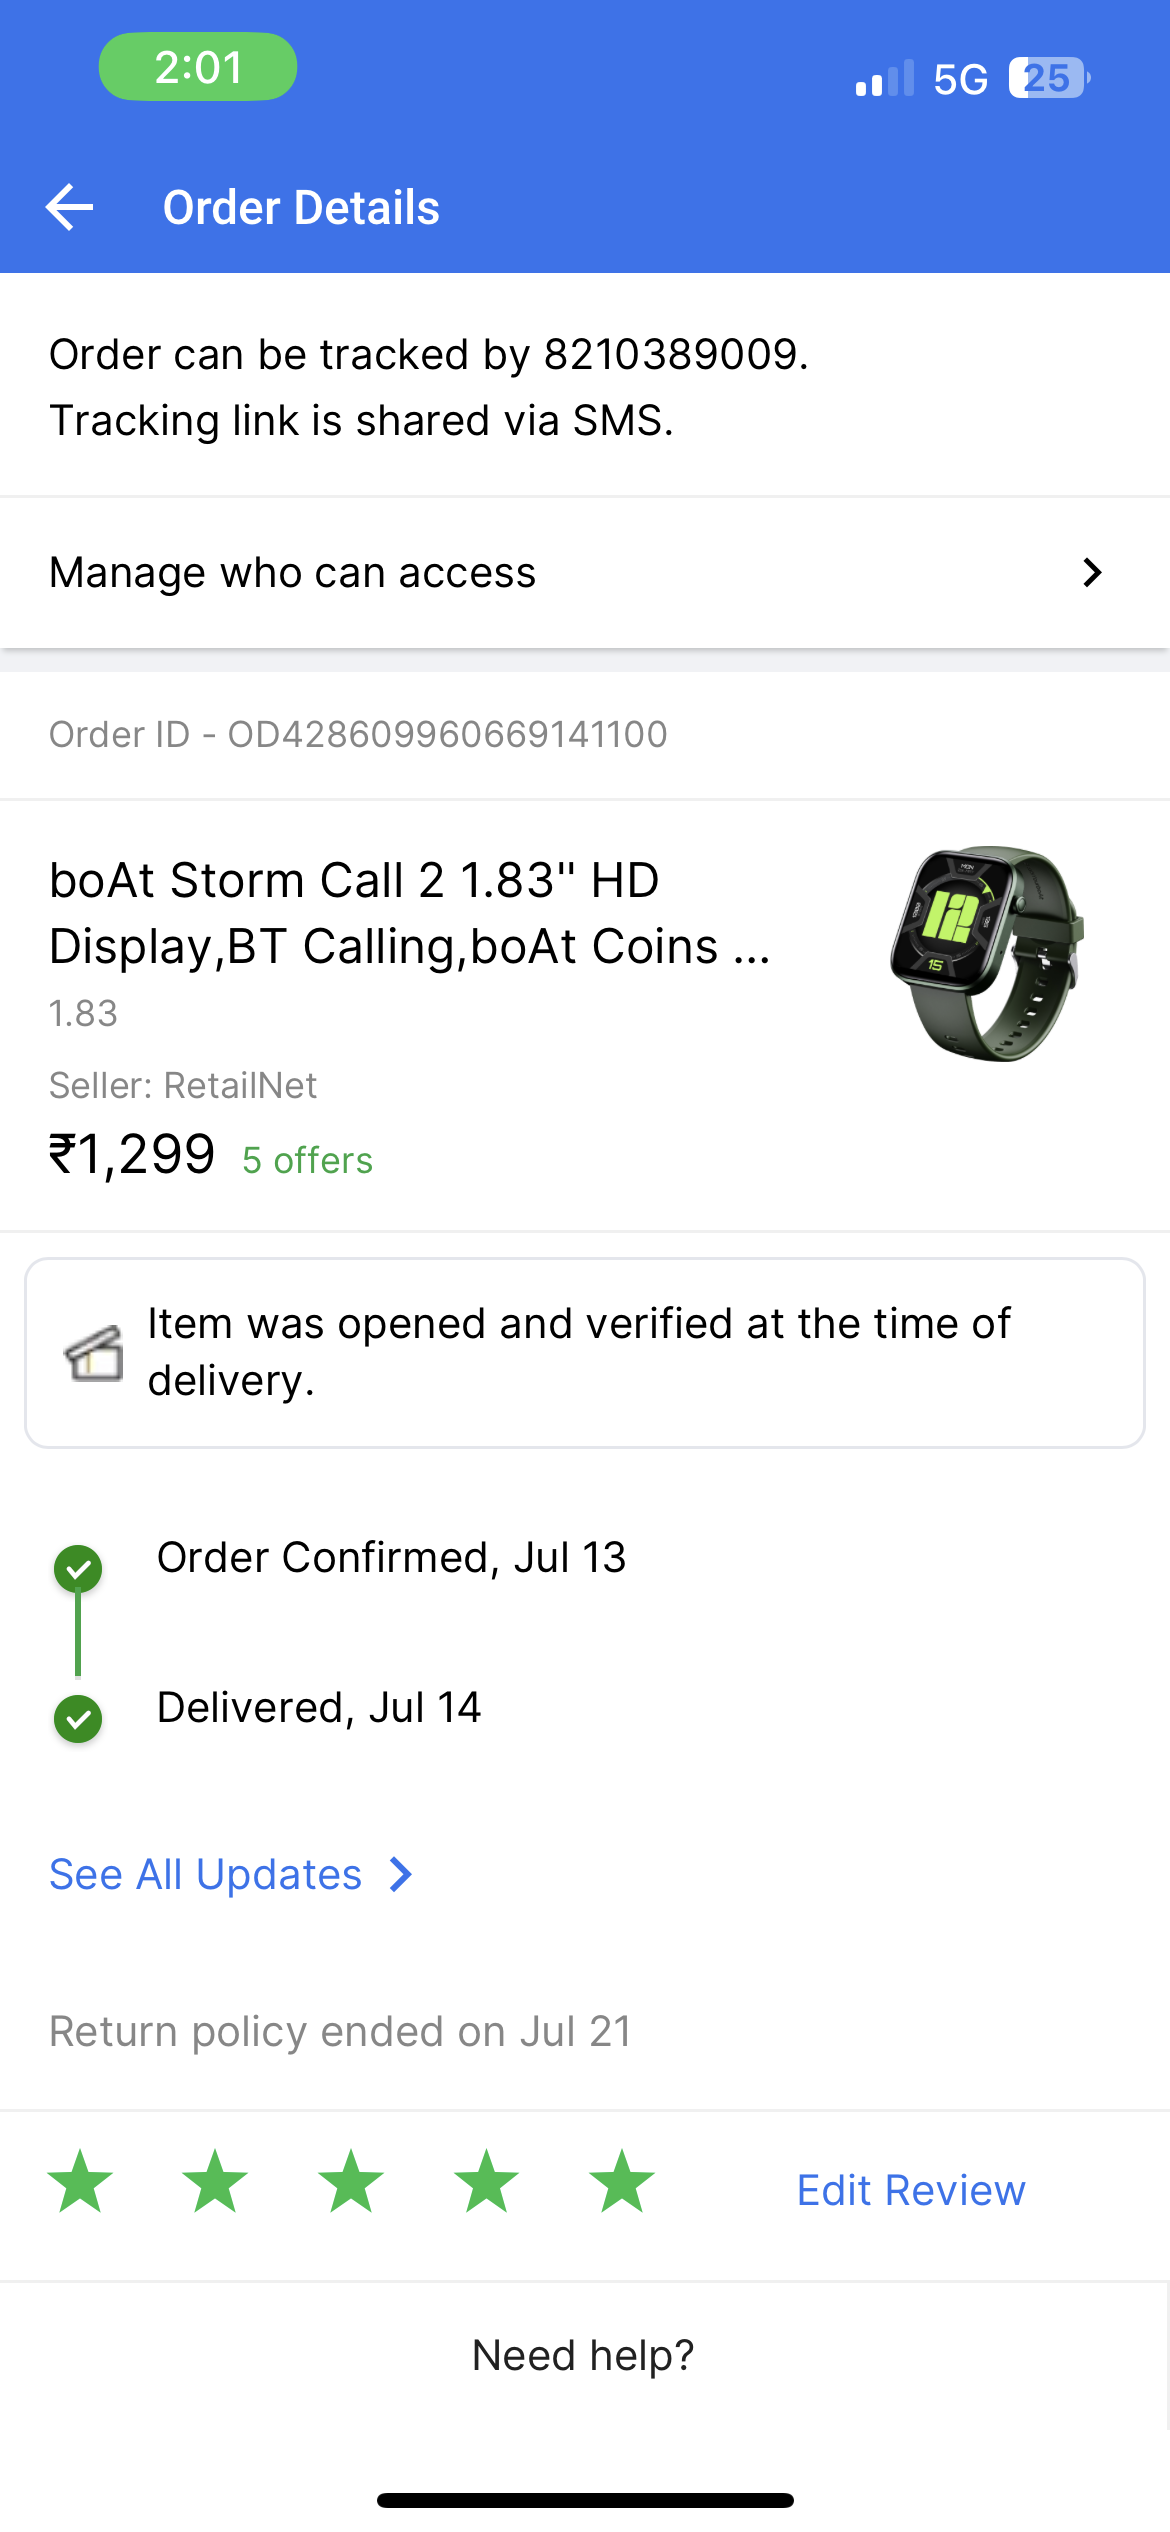 2:01
5G 25
Order Details
Order can be tracked by 8210389009.
Tracking link is shared via SMS.
Manage who can access
Order ID - OD428609960669141100
boAt Storm Call 2 1.83" HD
Display,BT Calling,boAt Coins ...
1.83
Seller: RetailNet
₹1,299 5 offers
12
15
Item was opened and verified at the time of
delivery.
Order Confirmed, Jul 13
Delivered, Jul 14
See All Updates
Return policy ended on Jul 21
Edit Review
Need help?